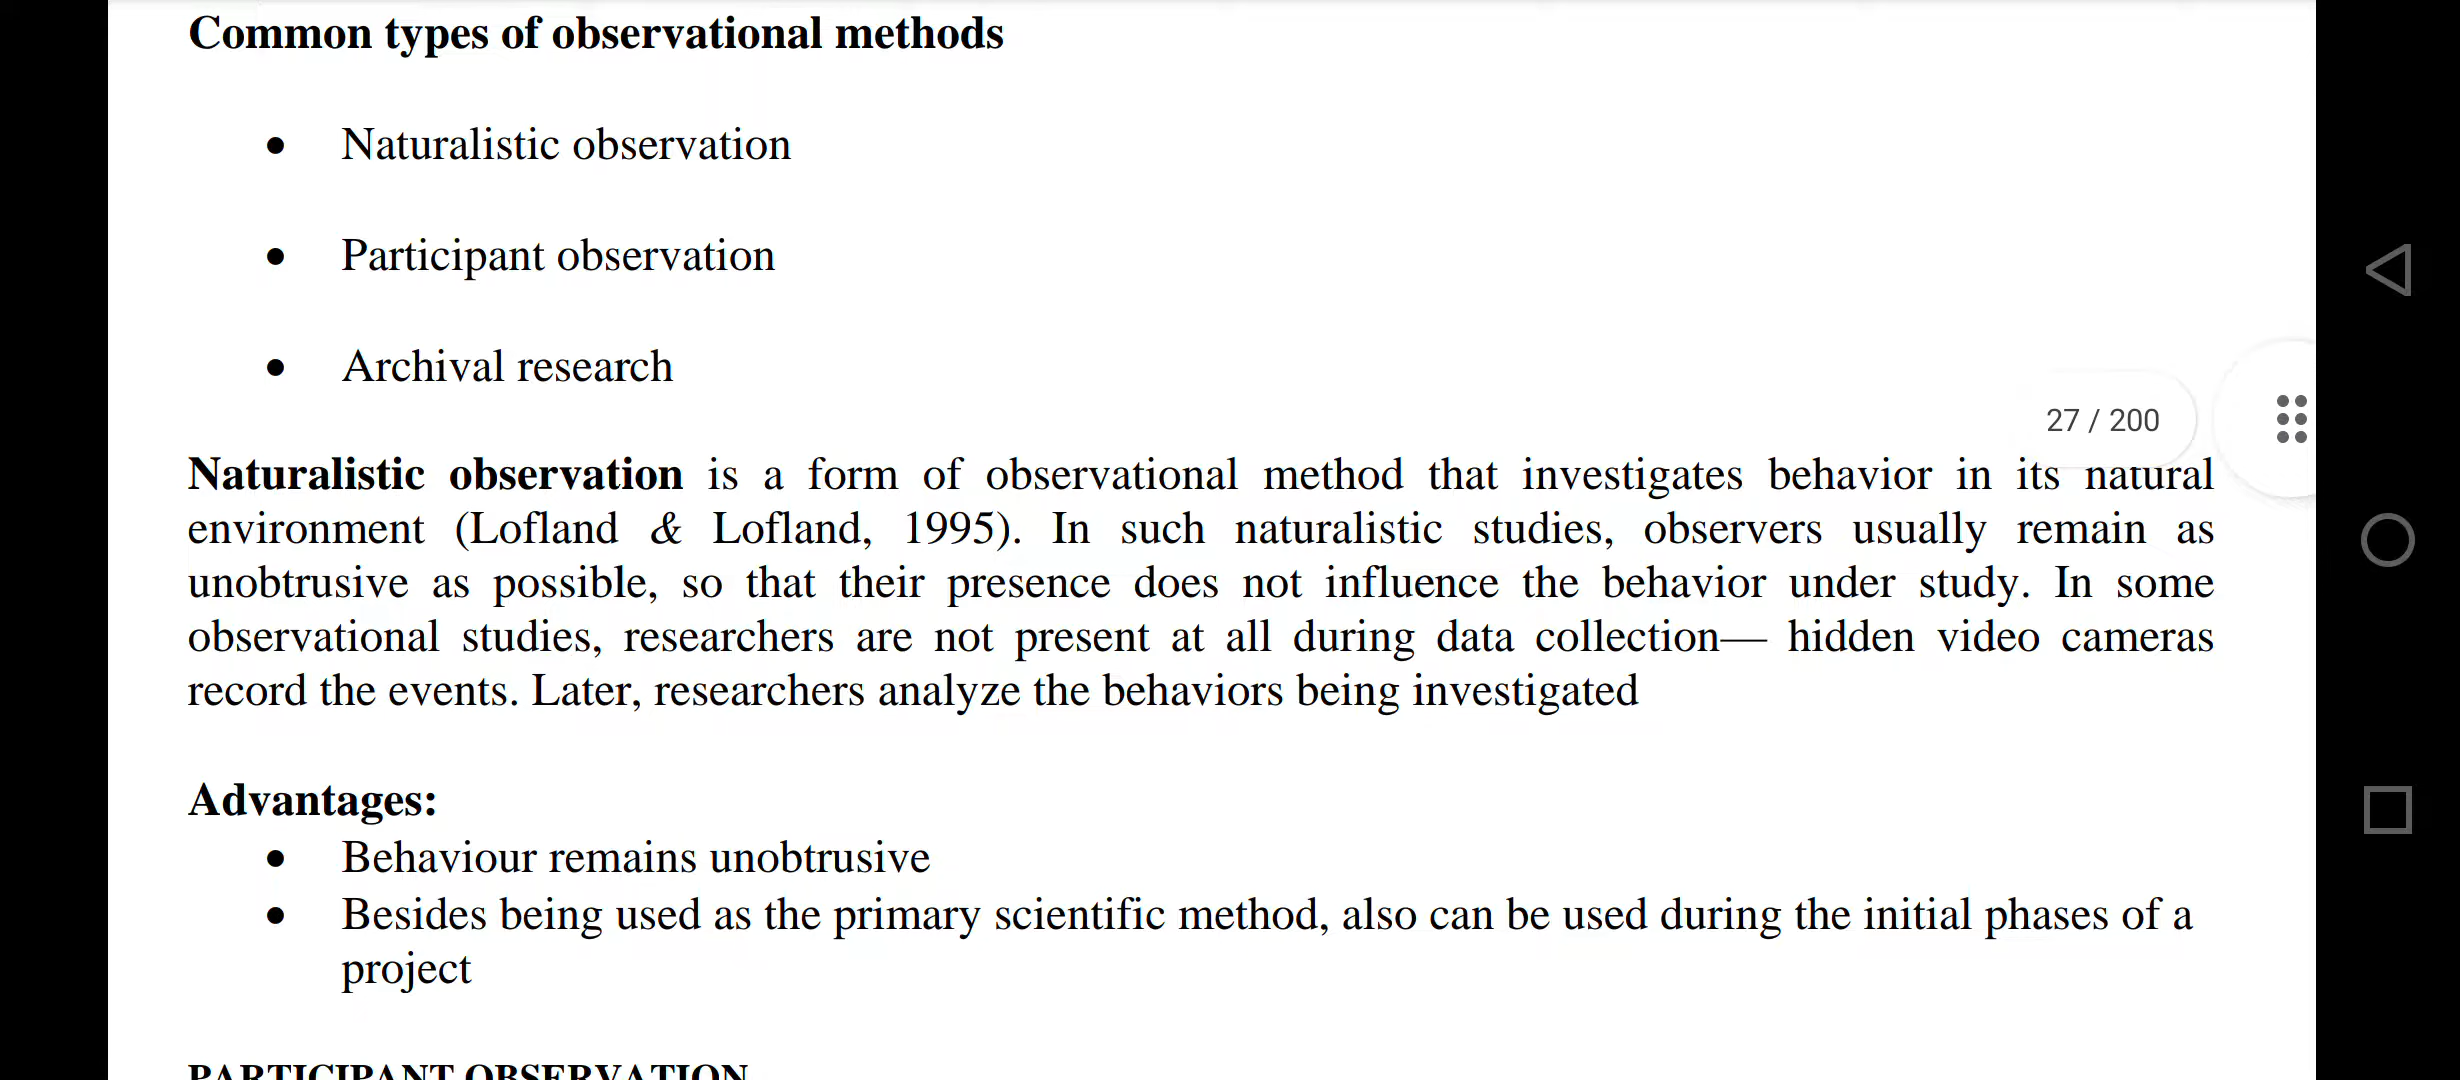 Common types of observational methods
• Naturalistic observation
• Participant observation
• Archival research
27 / 200
Naturalistic observation is a form of observational method that investigates behavior in its natural
environment (Lofland & Lofland, 1995). In such naturalistic studies, observers usually remain as
unobtrusive as possible, so that their presence does not influence the behavior under study. In some
observational studies, researchers are not present at all during data collection— hidden video cameras
record the events. Later, researchers analyze the behaviors being investigated
Advantages:
• Behaviour remains unobtrusive
• Besides being used as the primary scientific method, also can be used during the initial phases of a
project
PARTICIPANT OBSERVATION